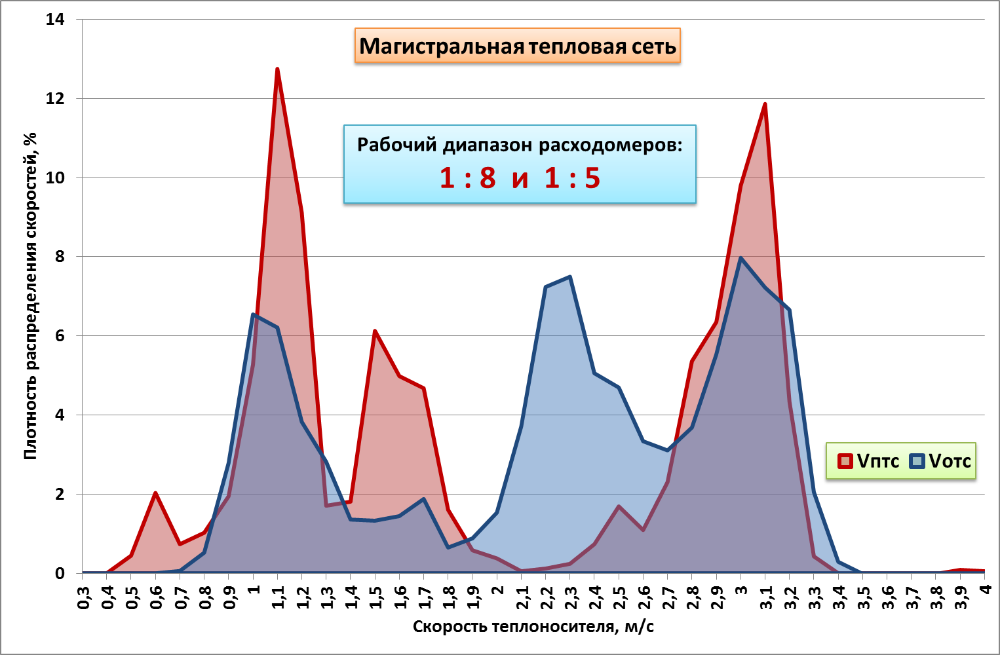 Магистральная тепловая сеть
Рабочий диапазон расходомеров:
1 : 8 и 1 : 5
Плотность распределения скоростей, %
14
12
10
8
6
4
2
0
Vптс Vотс
0,3 0,4 0,5 0,6 0,7 0,8 0,9 1 1,1 1,2 1,3 1,4 1,5 1,6 1,7 1,8 1,9 2 2,1 2,2 2,3 2,4 2,5 2,6 2,7 2,8 2,9 3 3,1 3,2 3,3 3,4 3,5 3,6 3,7 3,8 3,9 4
Скорость теплоносителя, м/с